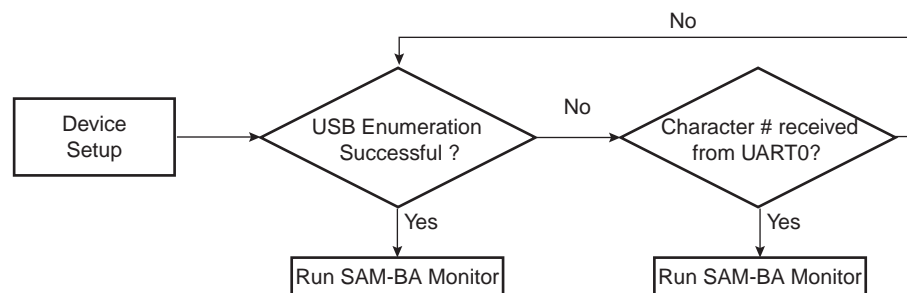 No
Device
Setup
USB Enumeration
Successful ?
No
Character # received
from UART0?
Yes
Yes
Run SAM-BA Monitor
Run SAM-BA Monitor